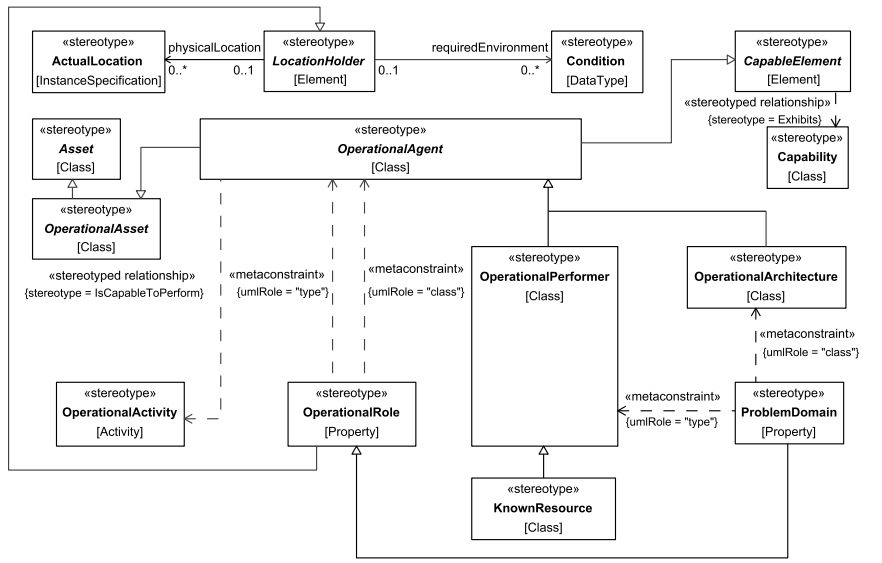 «stereotype»
ActualLocation
[InstanceSpecification]
physicalLocation
0..*
0..1
«stereotype»
LocationHolder
[Element]
requiredEnvironment
0..1
0..*
«stereotype»
Condition
[DataType]
«stereotype»
CapableElement
[Element]
«stereotyped relationship»
{stereotype = Exhibits}
«stereotype»
Capability
[Class]
«stereotype»
Asset
[Class]
«stereotype»
OperationalAgent
[Class]
«stereotype»
OperationalAsset
[Class]
«stereotyped relationship»
{stereotype = IsCapableToPerform}
«metaconstraint»
{umlRole = "type"}
«metaconstraint»
{umlRole = "class"}
«stereotype»
OperationalPerformer
[Class]
«stereotype»
OperationalArchitecture
[Class]
«metaconstraint»
{umlRole = "class"}
«stereotype»
OperationalActivity
[Activity]
«stereotype»
OperationalRole
[Property]
«metaconstraint»
{umlRole = "type"}
«stereotype»
ProblemDomain
[Property]
«stereotype»
KnownResource
[Class]